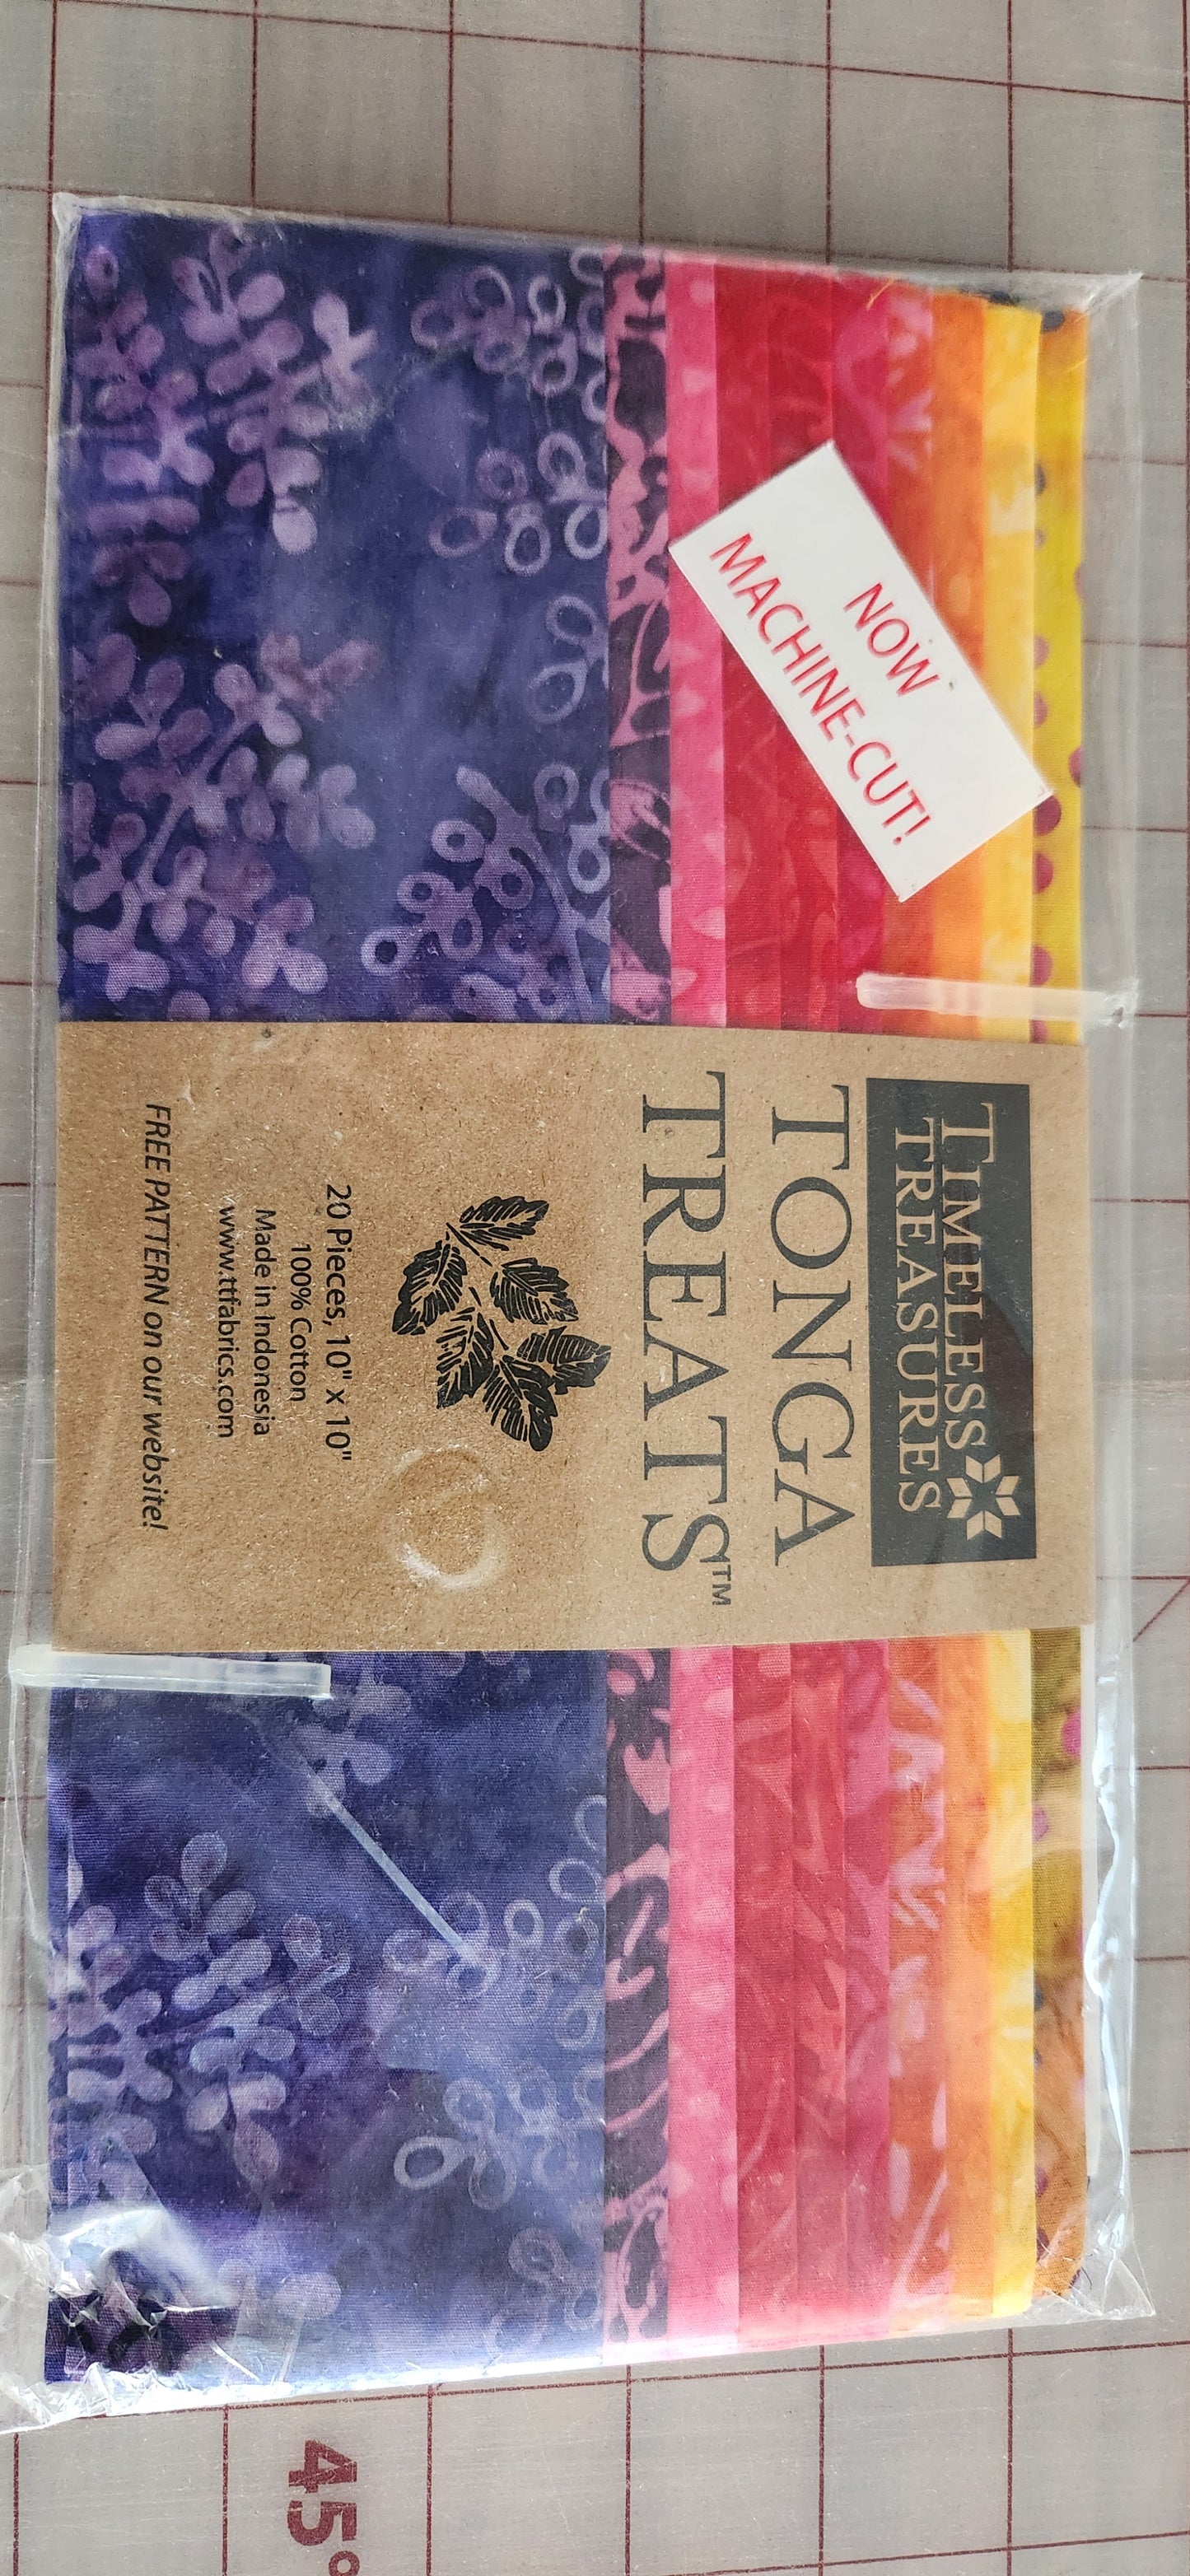 NOW
MACHINE-CUT!
TIMELESS
TREASURES
TONGA
TREATS™
20 Pieces, 10" x 10"
100% Cotton
Made in Indonesia
www.ttfabrics.com
FREE PATTERN on our website!
45°